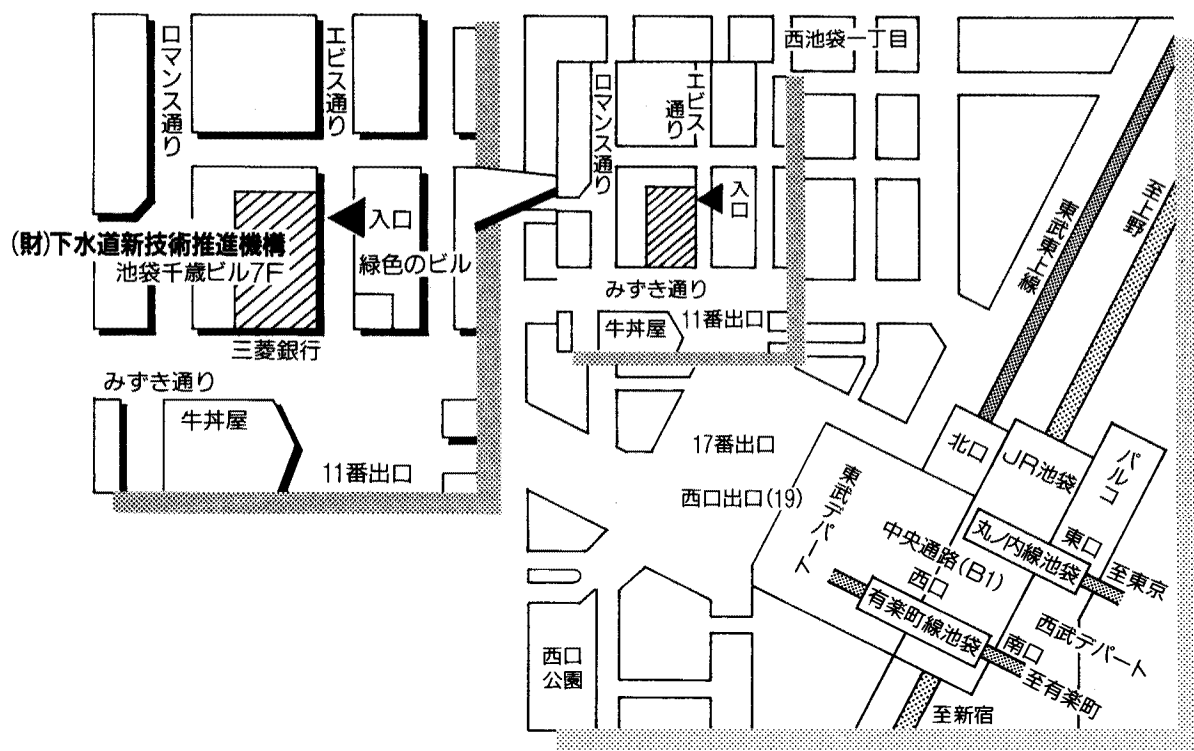 ロマンス通り
エビス通り
(財)下水道新技術推進機構
池袋千歳ビル7F
入口
緑色のビル
三菱銀行
みずき通り
牛丼屋
11番出口
西池袋一丁目
ロマンス通り
エビス
通り
入口
みずき通り
牛丼屋
11番出口
17番出口
西口出口(19)
東武東上線
至上野
北口
JR池袋
パルコ
東武デパート
中央通路(B1)
西口
丸ノ内線池袋
東口
至東京
有楽町線池袋
南口
西武デパート
至有楽町
至新宿
西口
公園